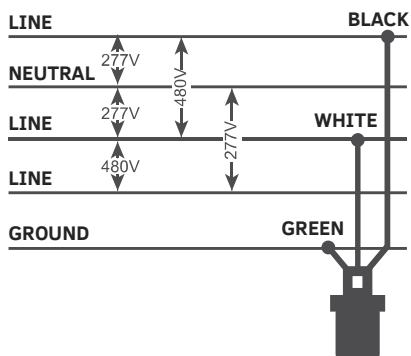 LINE
BLACK
277V
480V
NEUTRAL
277V
277V
LINE
WHITE
480V
LINE
GROUND
GREEN